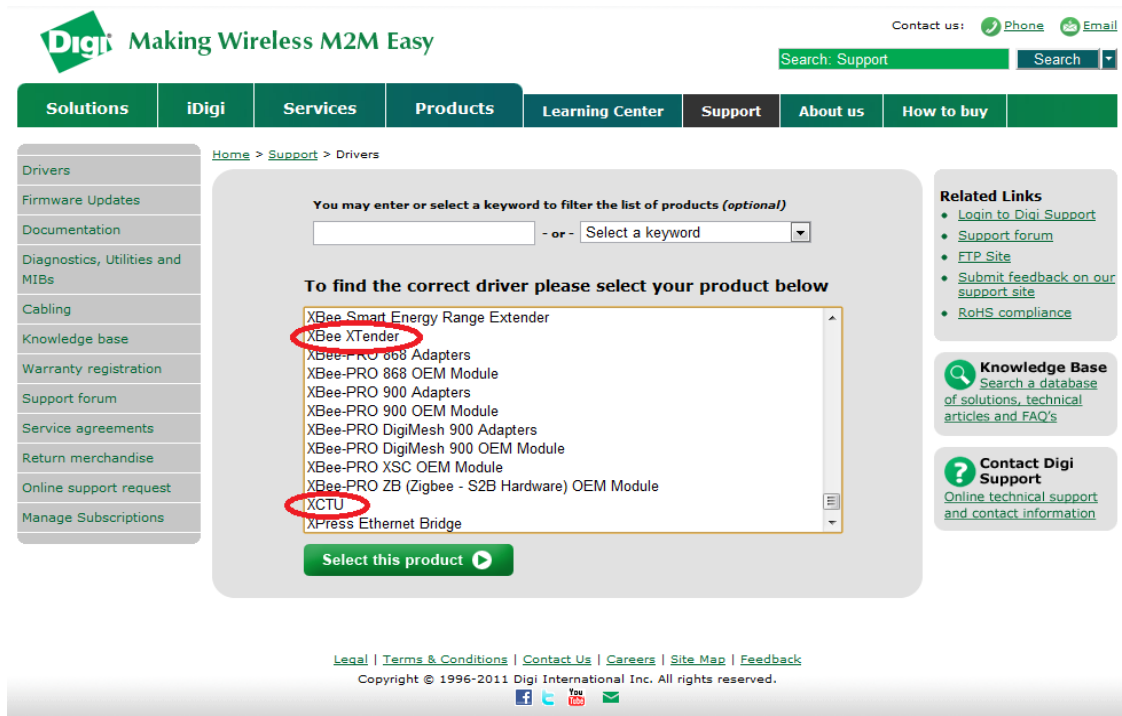 Digi Making Wireless M2M Easy
Contact us: Phone Email
Search: Support Search
Solutions iDigi Services Products Learning Center Support About us How to buy
Home > Support > Drivers
Drivers
Firmware Updates
Documentation
Diagnostics, Utilities and
MIBs
Cabling
Knowledge base
Warranty registration
Support forum
Service agreements
Return merchandise
Online support request
Manage Subscriptions
You may enter or select a keyword to filter the list of products (optional)
- or - Select a keyword
To find the correct driver please select your product below
XBee Smart Energy Range Extender
XBee XTender
XBee-PRO 868 Adapters
XBee-PRO 868 OEM Module
XBee-PRO 900 Adapters
XBee-PRO 900 OEM Module
XBee-PRO DigiMesh 900 Adapters
XBee-PRO DigiMesh 900 OEM Module
XBee-PRO XSC OEM Module
XBee-PRO ZB (Zigbee - S2B Hardware) OEM Module
XCTU
XPress Ethernet Bridge
Select this product
Related Links
Login to Digi Support
Support forum
FTP Site
Submit feedback on our
support site
RoHS compliance
Knowledge Base
Search a database
of solutions, technical
articles and FAQ's
Contact Digi
Support
Online technical support
and contact information
Legal | Terms & Conditions | Contact Us | Careers | Site Map | Feedback
Copyright © 1996-2011 Digi International Inc. All rights reserved.
You Tube